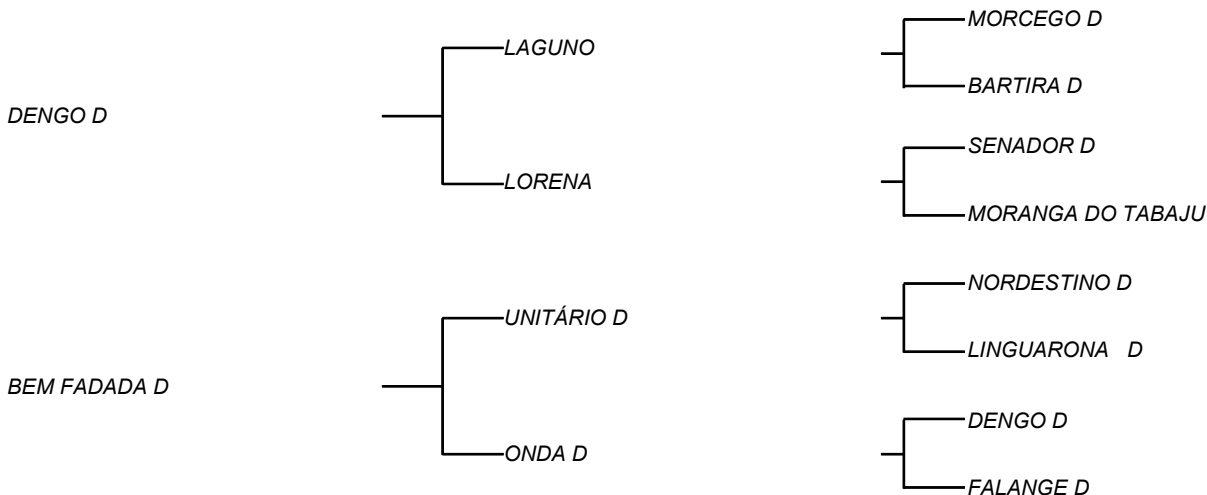 MORCEGO D
LAGUNO
BARTIRA D
DENGO D
SENADOR D
LORENA
MORANGA DO TABAJU
NORDESTINO D
UNITÁRIO D
LINGUARONA D
BEM FADADA D
DENGO D
ONDA D
FALANGE D